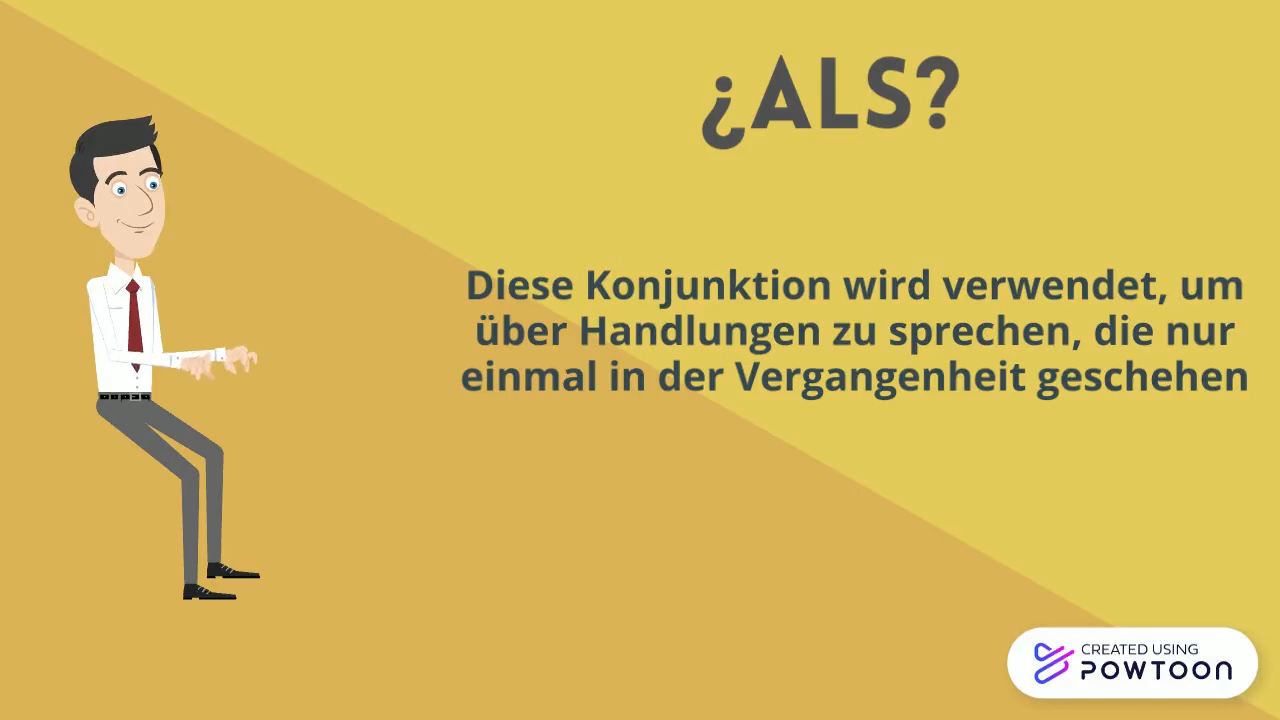 ¿ALS?
Diese Konjunktion wird verwendet, um
über Handlungen zu sprechen, die nur
einmal in der Vergangenheit geschehen
CREATED USING
POWTOON